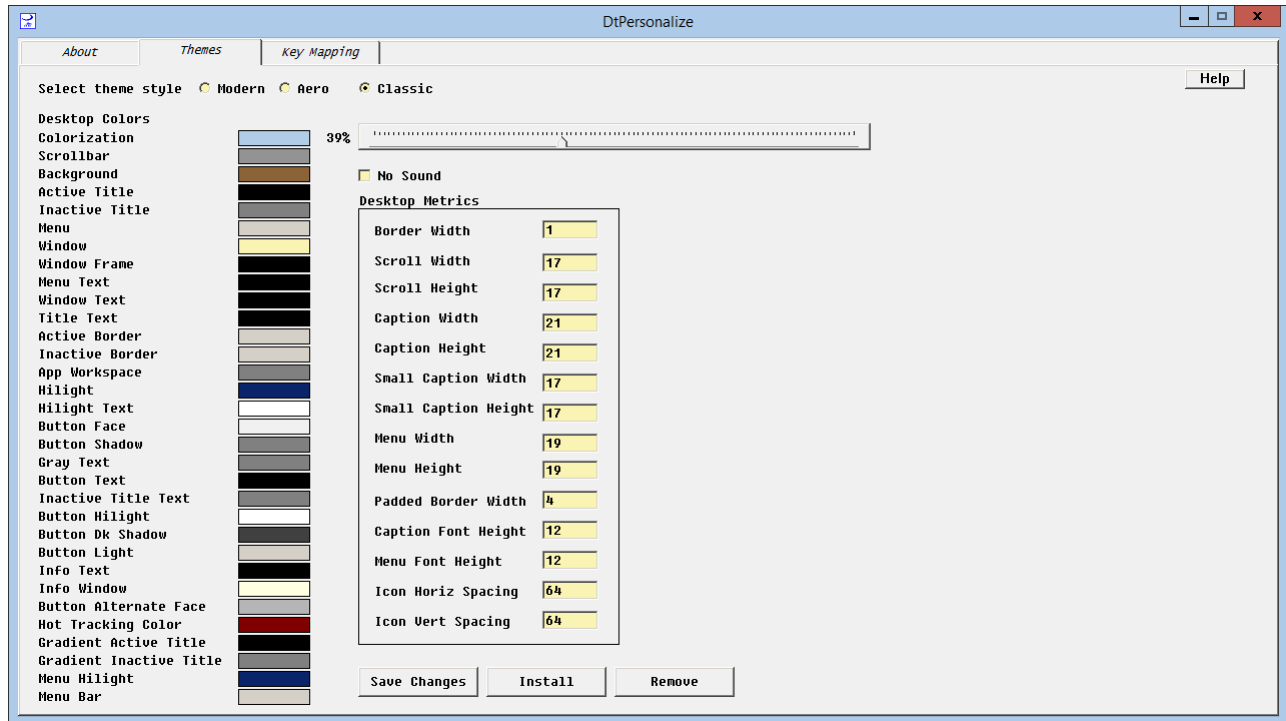 DtPersonalize
About Themes Key Mapping
Select theme style Modern Aero Classic Help
Desktop Colors
Colorization 39%
Scrollbar
Background No Sound
Active Title
Inactive Title Desktop Metrics
Menu Border Width 1
Window
Window Frame Scroll Width 17
Menu Text Scroll Height 17
Window Text
Title Text Caption Width 21
Active Border
Inactive Border Caption Height 21
App Workspace Small Caption Width 17
Hilight
Hilight Text Small Caption Height 17
Button Face
Button Shadow Menu Width 19
Gray Text Menu Height 19
Button Text
Inactive Title Text Padded Border Width 4
Button Hilight
Button Dk Shadow Caption Font Height 12
Button Light
Info Text Menu Font Height 12
Info Window Icon Horiz Spacing 64
Button Alternate Face
Hot Tracking Color Icon Vert Spacing 64
Gradient Active Title
Gradient Inactive Title
Menu Hilight Save Changes Install Remove
Menu Bar